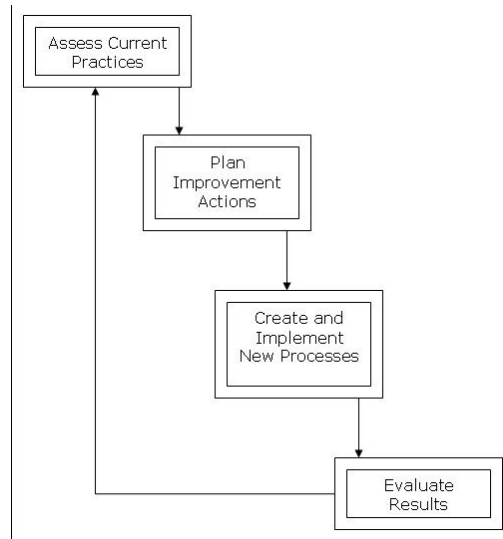 Assess Current
Practices
Plan
Improvement
Actions
Create and
Implement
New Processes
Evaluate
Results